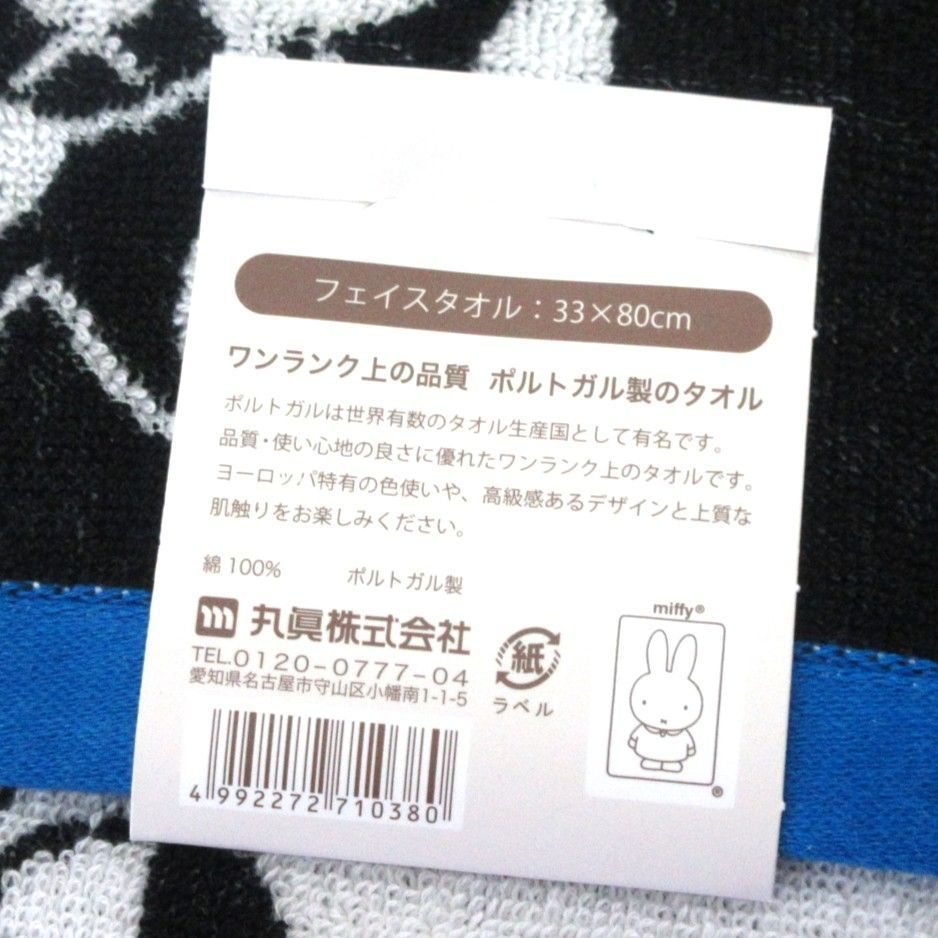 フェイスタオル：33×80cm
ワンランク上の品質 ポルトガル製のタオル
ポルトガルは世界有数のタオル生産国として有名です。
品質・使い心地の良さに優れたワンランク上のタオルです。
ヨーロッパ特有の色使いや、高級感あるデザインと上質な
肌触りをお楽しみください。
綿 100% ポルトガル製
丸眞株式会社
TEL.0120-0777-04
愛知県名古屋市守山区小幡南1-1-5
紙
ラベル
miffy®
®
4 992272 710380